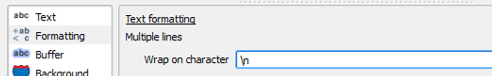 abc Text
+ab < c Formatting
abc Buffer
Background
Text formatting
Multiple lines
Wrap on character \n